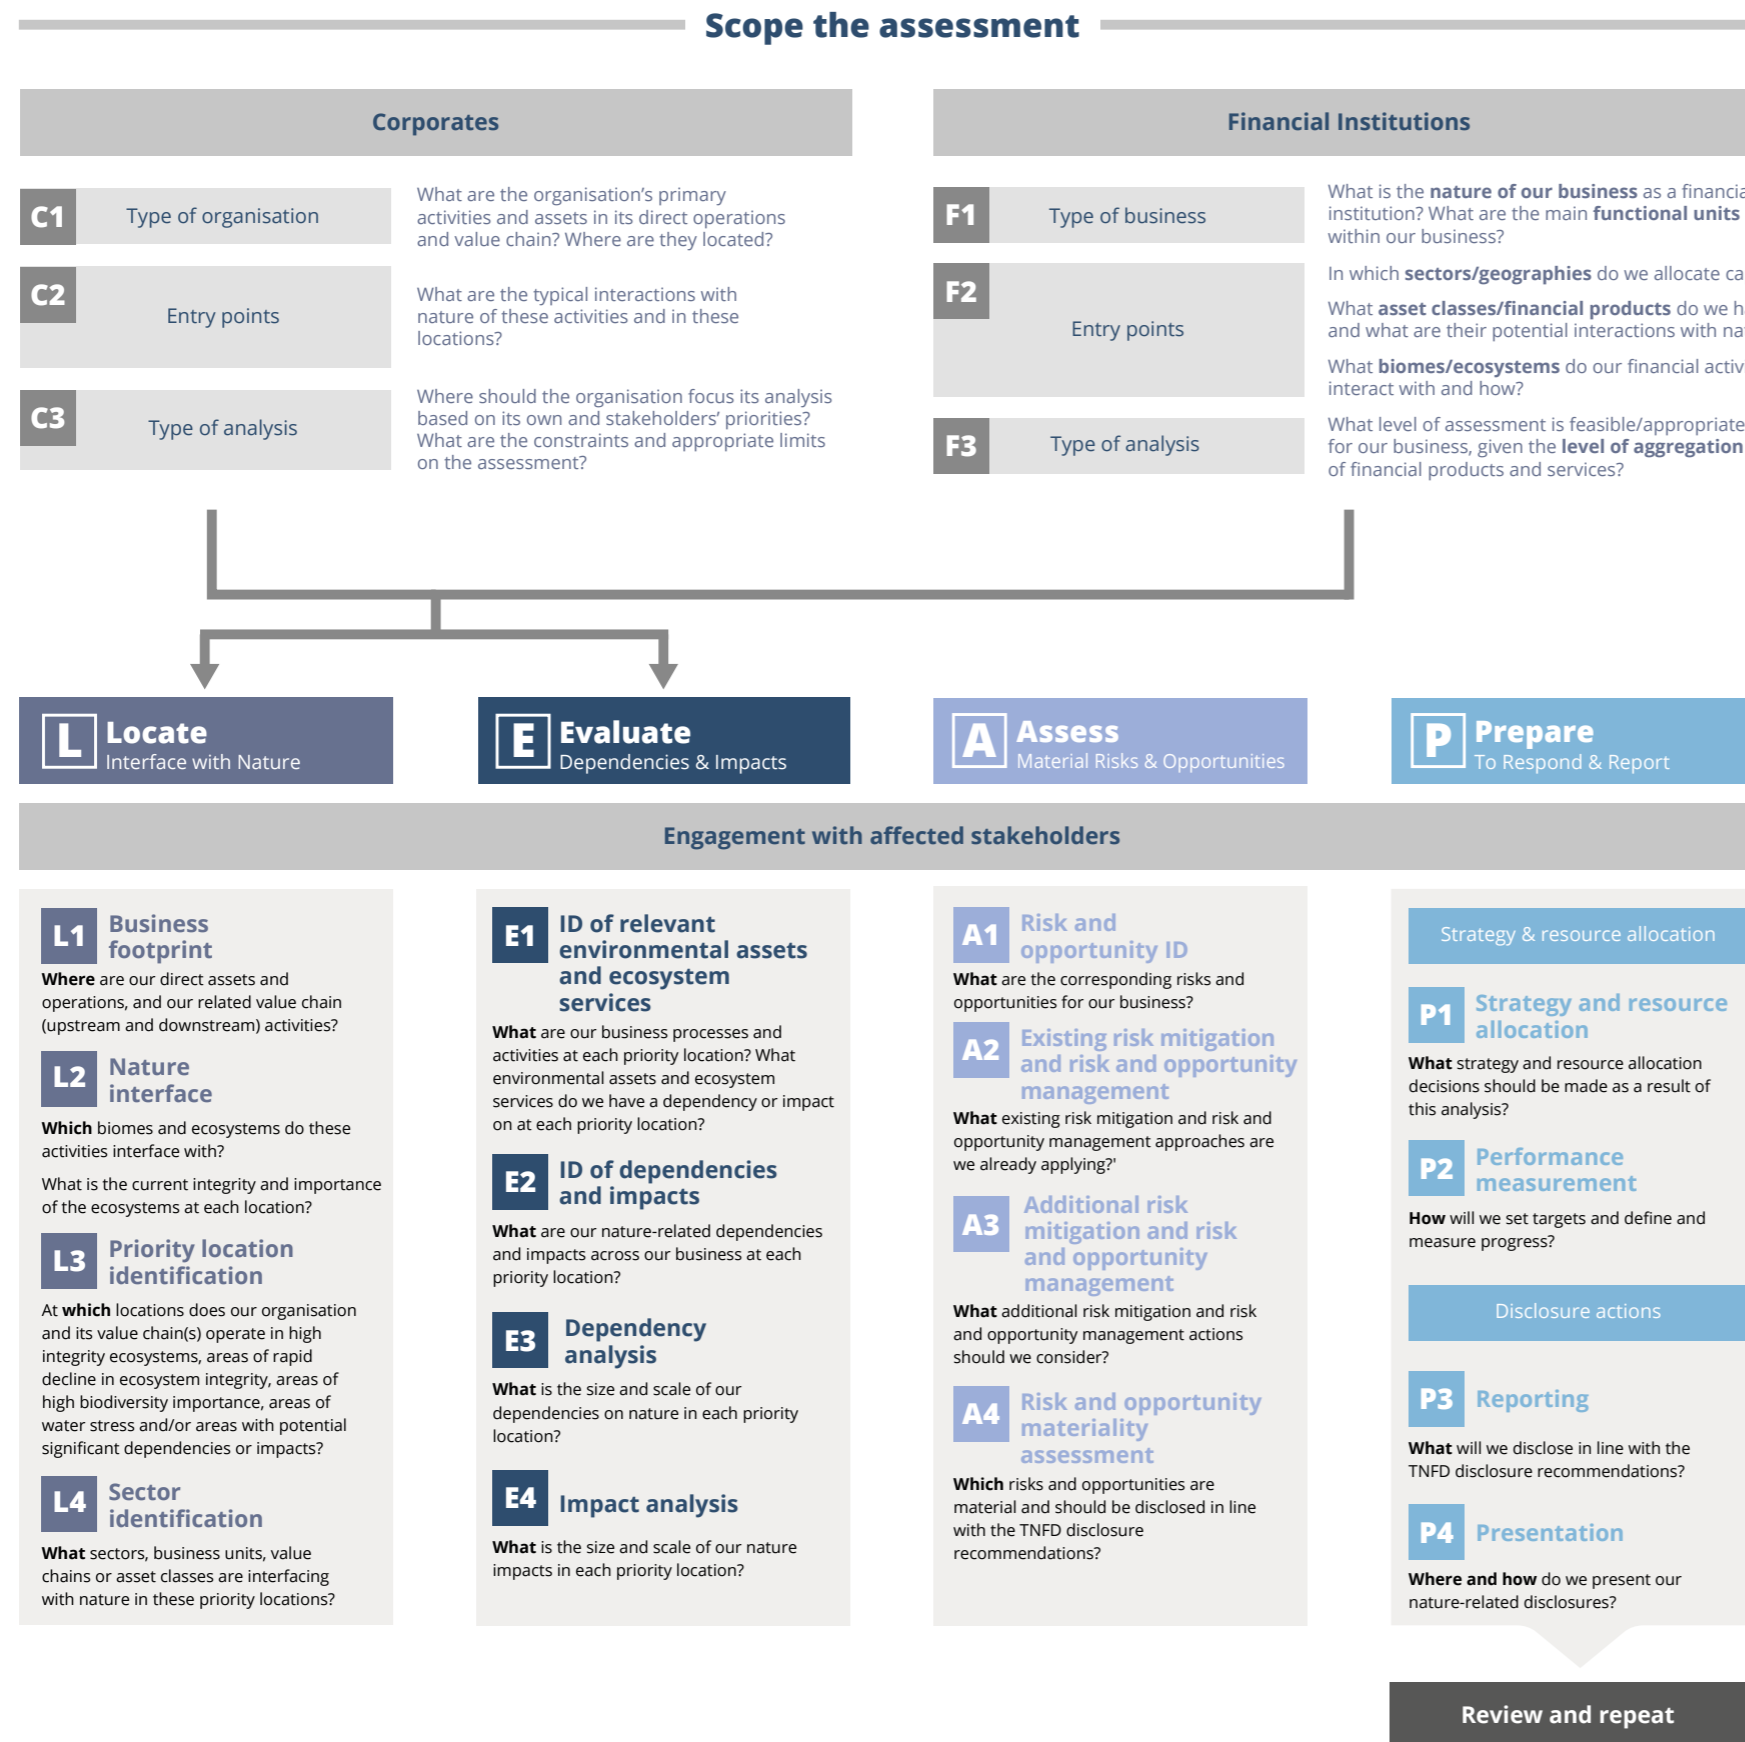 Scope the assessment
Corporates
C1
Type of organisation
What are the organisation's primary
activities and assets in its direct operations
and value chain? Where are they located?
C2
Entry points
What are the typical interactions with
nature of these activities and in these
locations?
C3
Type of analysis
Where should the organisation focus its analysis
based on its own and stakeholders' priorities?
What are the constraints and appropriate limits
on the assessment?
Financial Institutions
F1
Type of business
What is the nature of our business as a
institution? What are the main functional units
within our business?
F2
Entry points
In which sectors/geographies do we allocate
What asset classes/financial products do we
and what are their potential interactions with
What biomes/ecosystems do our financial
interact with and how?
F3
Type of analysis
What level of assessment is feasible/appropriate
for our business, given the level of aggregation
of financial products and services?
L
Locate
Interface with Nature
E
Evaluate
Dependencies & Impacts
A
Assess
Material Risks & Opportunities
P
Prepare
To Respond & Report
Engagement with affected stakeholders
L1
Business
footprint
Where are our direct assets and
operations, and our related value chain
(upstream and downstream) activities?
L2
Nature
interface
Which biomes and ecosystems do these
activities interface with?
What is the current integrity and importance
of the ecosystems at each location?
L3
Priority location
identification
At which locations does our organisation
and its value chain(s) operate in high
integrity ecosystems, areas of rapid
decline in ecosystem integrity, areas of
high biodiversity importance, areas of
water stress and/or areas with potential
significant dependencies or impacts?
L4
Sector
identification
What sectors, business units, value
chains or asset classes are interfacing
with nature in these priority locations?
E1
ID of relevant
environmental assets
and ecosystem
services
What are our business processes and
activities at each priority location? What
environmental assets and ecosystem
services do we have a dependency or impact
on at each priority location?
E2
ID of dependencies
and impacts
What are our nature-related dependencies
and impacts across our business at each
priority location?
E3
Dependency
analysis
What is the size and scale of our
dependencies on nature in each priority
location?
E4
Impact analysis
What is the size and scale of our nature
impacts in each priority location?
A1
Risk and
opportunity ID
What are the corresponding risks and
opportunities for our business?
A2
Existing risk mitigation
and risk and opportunity
management
What existing risk mitigation and risk and
opportunity management approaches are
we already applying?'
A3
Additional risk
mitigation and risk
and opportunity
management
What additional risk mitigation and risk
and opportunity management actions
should we consider?
A4
Risk and opportunity
materiality
assessment
Which risks and opportunities are
material and should be disclosed in line
with the TNFD disclosure
recommendations?
Strategy & resource allocation
P1
Strategy and resource
allocation
What strategy and resource allocation
decisions should be made as a result of
this analysis?
P2
Performance
measurement
How will we set targets and define and
measure progress?
Disclosure actions
P3
Reporting
What will we disclose in line with the
TNFD disclosure recommendations?
P4
Presentation
Where and how do we present our
nature-related disclosures?
Review and repeat